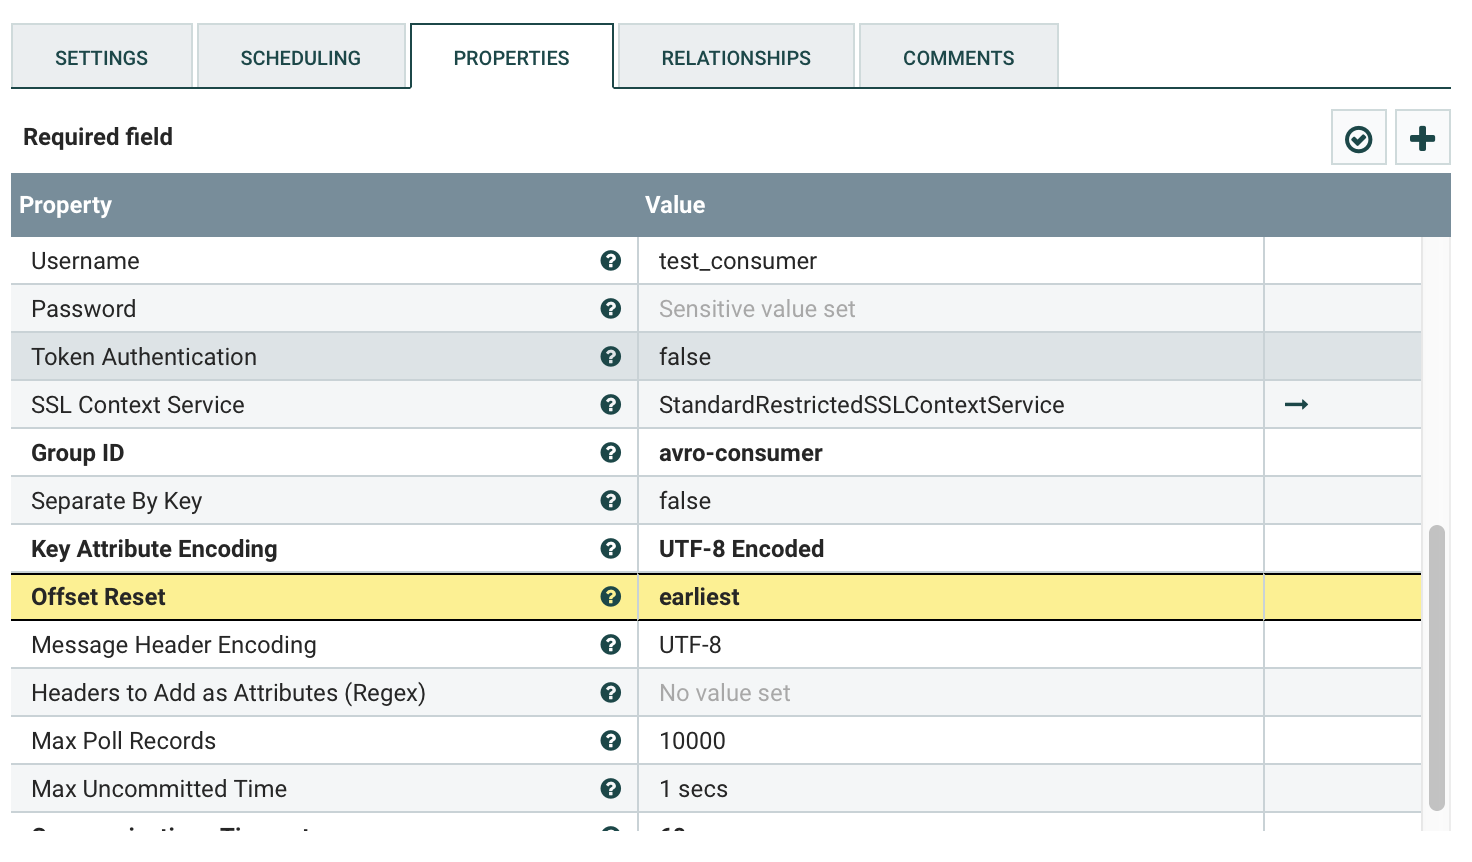 SETTINGS SCHEDULING PROPERTIES RELATIONSHIPS COMMENTS
Required field
Property Value
Username ? test_consumer
Password ? Sensitive value set
Token Authentication ? false
SSL Context Service ? StandardRestrictedSSLContextService
Group ID ? avro-consumer
Separate By Key ? false
Key Attribute Encoding ? UTF-8 Encoded
Offset Reset ? earliest
Message Header Encoding ? UTF-8
Headers to Add as Attributes (Regex) ? No value set
Max Poll Records ? 10000
Max Uncommitted Time ? 1 secs